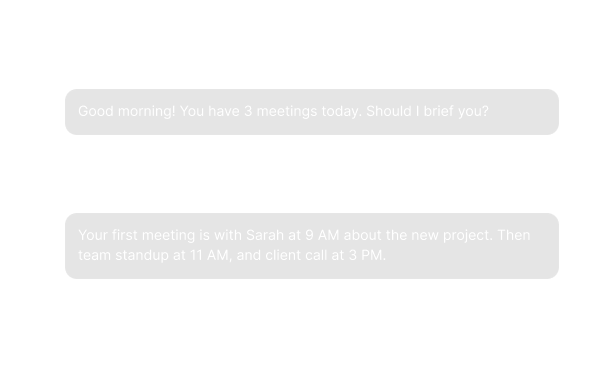 Good morning! You have 3 meetings today. Should I brief you?
Your first meeting is with Sarah at 9 AM about the new project. Then
team standup at 11 AM, and client call at 3 PM.